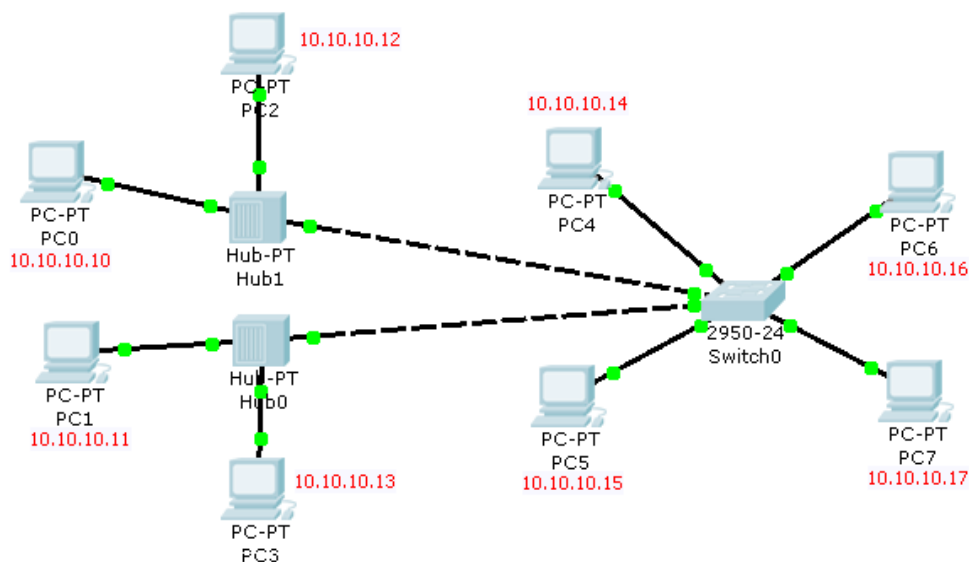 10.10.10.12
PC-PT
PC2
10.10.10.14
PC-PT
PC4
PC-PT
PC0
10.10.10.10
Hub-PT
Hub1
PC-PT
PC6
10.10.10.16
2950-24
Switch0
Hub-PT
Hub0
PC-PT
PC1
10.10.10.11
PC-PT
PC5
10.10.10.15
PC-PT
PC7
10.10.10.17
10.10.10.13
PC-PT
PC3